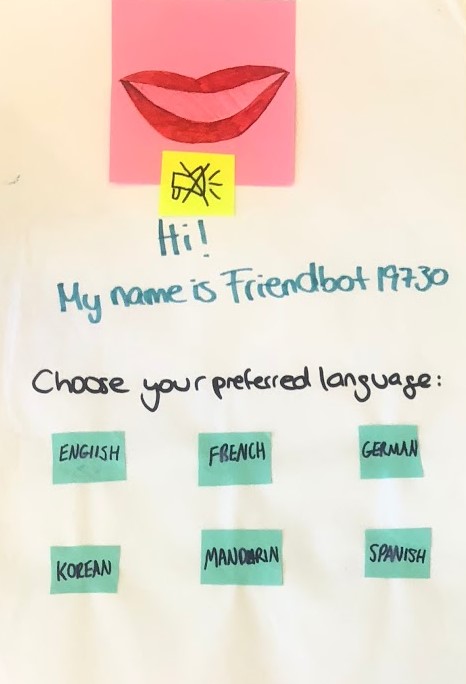 Hi!
My name is Friendbot 19730
Choose your preferred language:
ENGLISH FRENCH GERMAN
KOREAN MANDARIN SPANISH